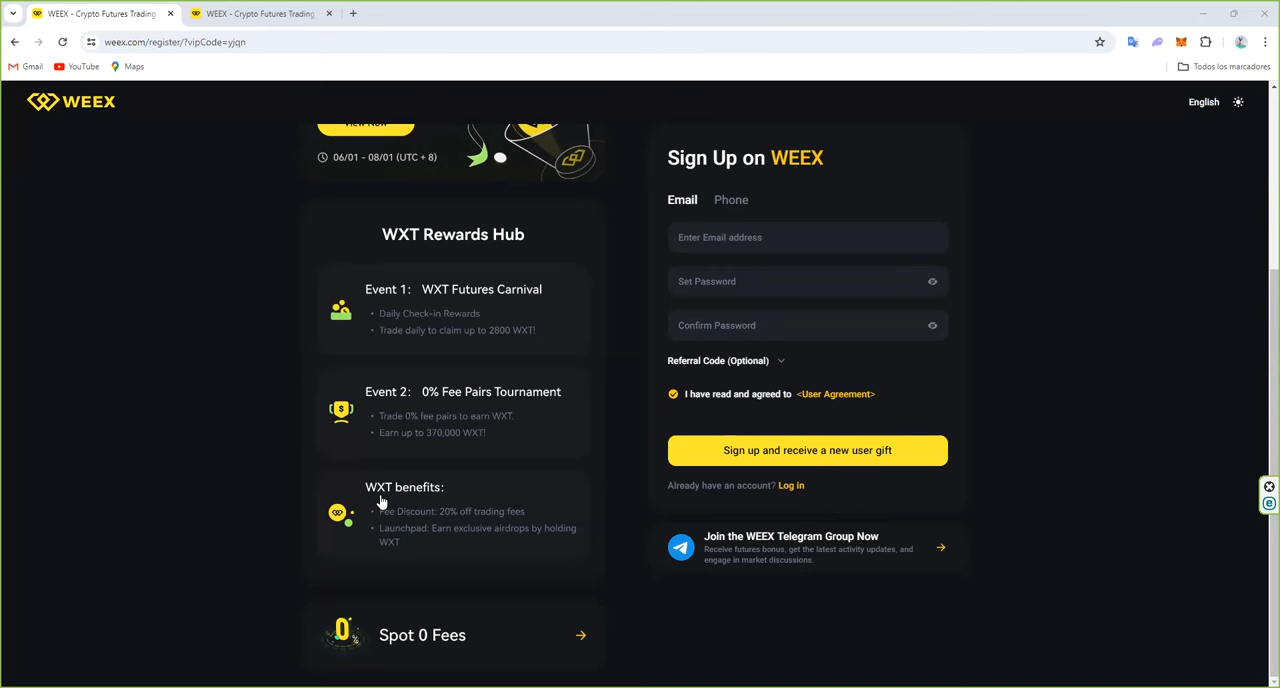 WEEX - Crypto Futures Trading
WEEX - Crypto Futures Trading
weex.com/register/?vipCode=yjqn
Gmail
YouTube
Maps
Todos los marcadores
WEEX
English
View Now
06/01 - 08/01 (UTC + 8)
WXT Rewards Hub
Event 1: WXT Futures Carnival
• Daily Check-in Rewards
• Trade daily to claim up to 2800 WXT!
Event 2: 0% Fee Pairs Tournament
• Trade 0% fee pairs to earn WXT.
• Earn up to 370,000 WXT!
WXT benefits:
• Fee Discount: 20% off trading fees
• Launchpad: Earn exclusive airdrops by holding
WXT
Spot 0 Fees
Sign Up on WEEX
Email Phone
Enter Email address
Set Password
Confirm Password
Referral Code (Optional)
I have read and agreed to <User Agreement>
Sign up and receive a new user gift
Already have an account? Log in
Join the WEEX Telegram Group Now
Receive futures bonus, get the latest activity updates, and
engage in market discussions.